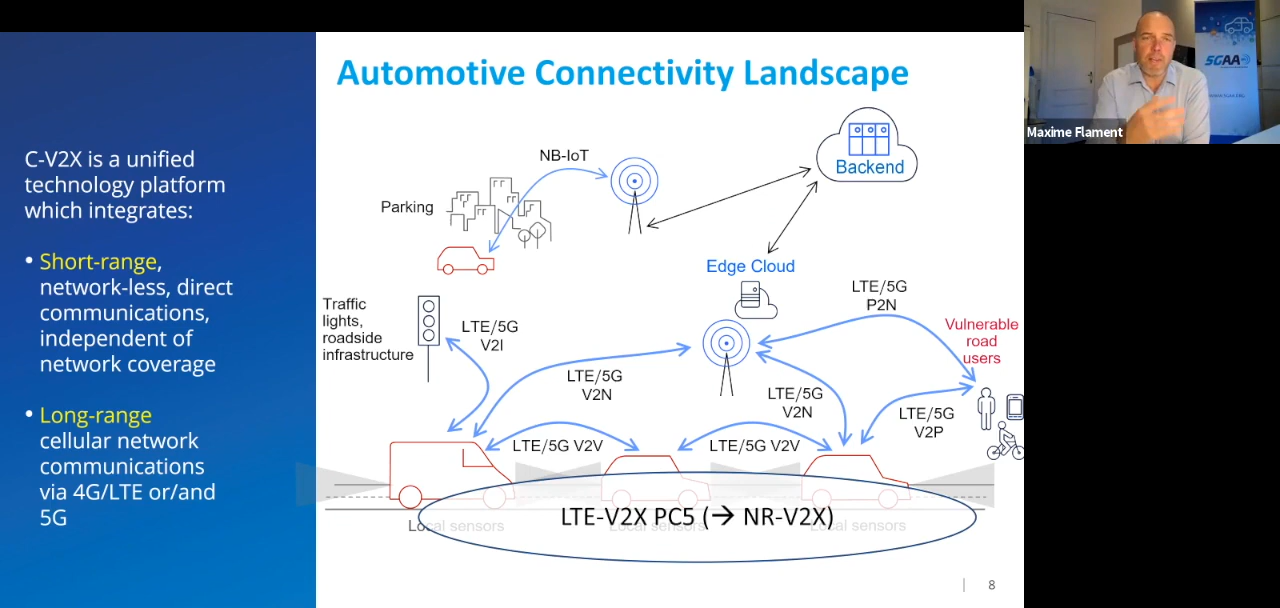 Automotive Connectivity Landscape
C-V2X is a unified
technology platform
which integrates:
• Short-range,
network-less, direct
communications,
independent of
network coverage
• Long-range
cellular network
communications
via 4G/LTE or/and
5G
NB-IoT
Parking
Backend
Edge Cloud
Traffic
lights,
roadside
infrastructure
LTE/5G
V2I
LTE/5G
V2N
LTE/5G
P2N
Vulnerable
road
users
LTE/5G
V2N
LTE/5G
V2P
LTE/5G V2V
LTE/5G V2V
Local sensors
Local sensors
Local sensors
LTE-V2X PC5 (→ NR-V2X)
8
5GAA
Maxime Flament